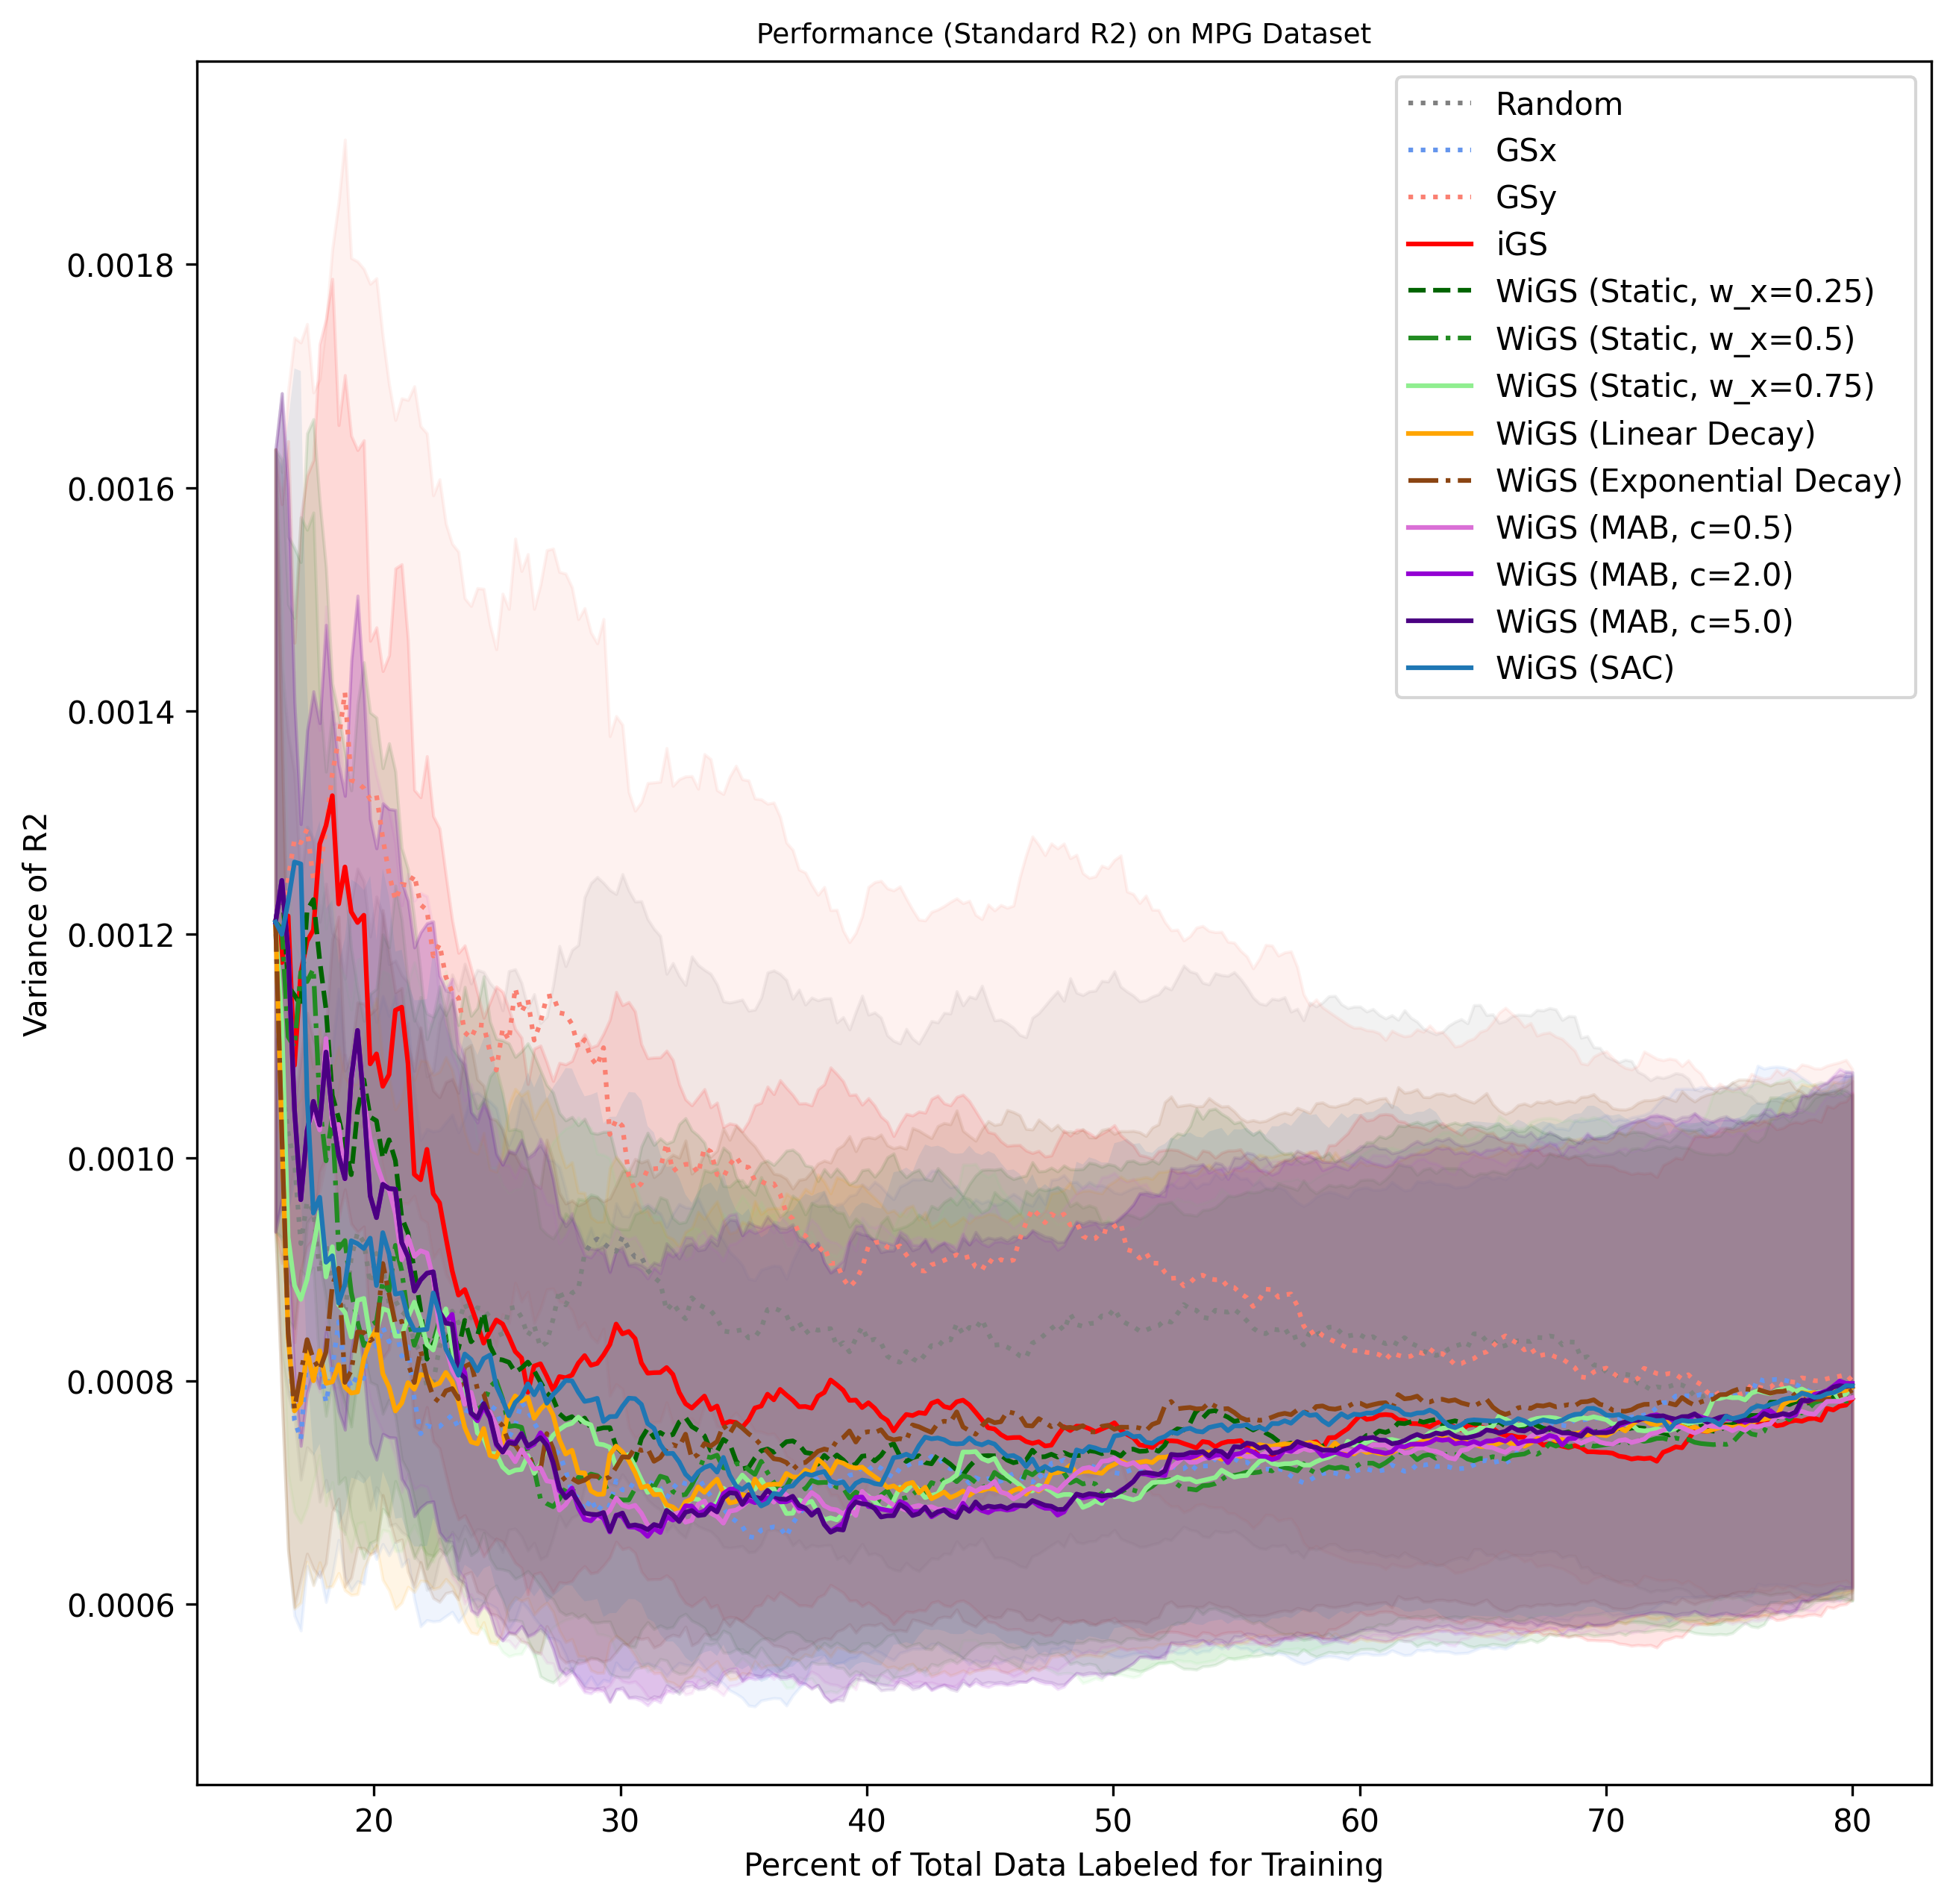 Performance (Standard R2) on MPG Dataset
Random
GSx
GSy
iGS
WiGS (Static, w_x=0.25)
WiGS (Static, w_x=0.5)
WiGS (Static, w_x=0.75)
WiGS (Linear Decay)
WiGS (Exponential Decay)
WiGS (MAB, c=0.5)
WiGS (MAB, c=2.0)
WiGS (MAB, c=5.0)
WiGS (SAC)
Variance of R2
0.0018
0.0016
0.0014
0.0012
0.0010
0.0008
0.0006
20 30 40 50 60 70 80
Percent of Total Data Labeled for Training